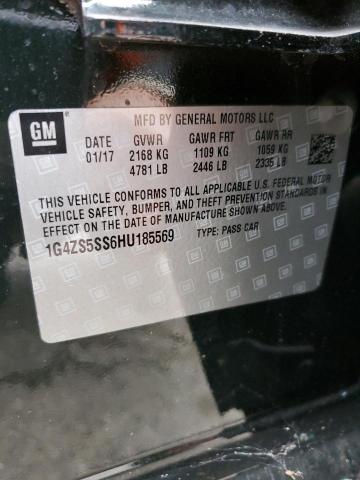 GM
MFD BY GENERAL MOTORS LLC
DATE GVWR GAWR FRT GAWR RR
01/17 2168 KG 1109 KG 1059 KG
4781 LB 2446 LB 2335 LB
THIS VEHICLE CONFORMS TO ALL APPLICABLE U.S. FEDERAL MOTOR
VEHICLE SAFETY, BUMPER, AND THEFT PREVENTION STANDARDS IN
EFFECT ON THE DATE OF MANUFACTURE SHOWN ABOVE.
1G4ZS5SS6HU185569 TYPE: PASS CAR